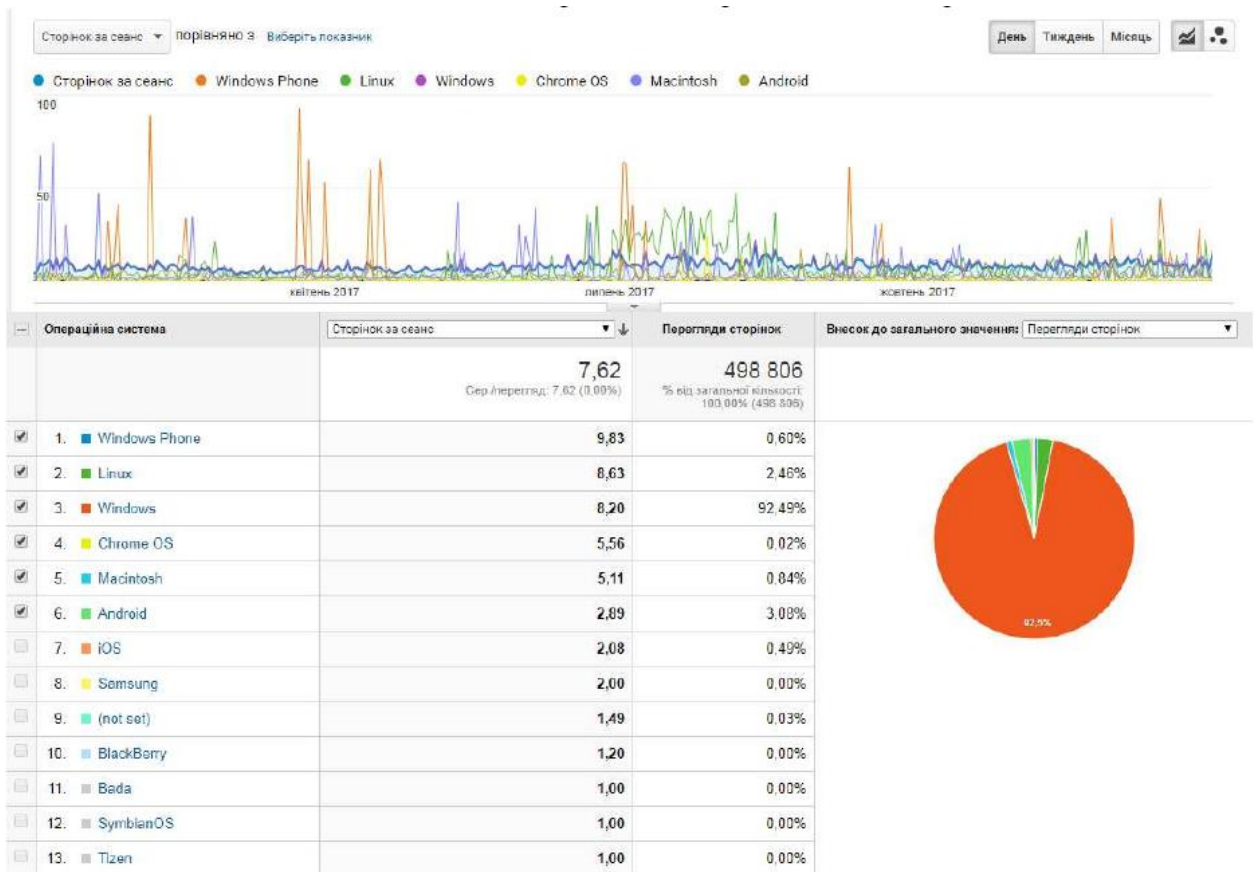 Сторінок за сеанс порівняно з Виберіть показник День Тиждень Місяць
Сторінок за сеанс Windows Phone Linux Windows Chrome OS Macintosh Android
100
50
квітень 2017 липень 2017 жовтень 2017
Операційна система Сторінок за сеанс Перегляди сторінок Внесок до загального значення: Перегляди сторінок
7,62 498 806
Сер./перегляд: 7,62 (0,00%) % від загальної кількості:
100,00% (498 806)
1. Windows Phone 9,83 0,60%
2. Linux 8,63 2,46%
3. Windows 8,20 92,49%
4. Chrome OS 5,56 0,02%
5. Macintosh 5,11 0,84%
6. Android 2,89 3,08%
92,5%
7. iOS 2,08 0,49%
8. Samsung 2,00 0,00%
9. (not set) 1,49 0,03%
10. BlackBerry 1,20 0,00%
11. Bada 1,00 0,00%
12. SymbianOS 1,00 0,00%
13. Tizen 1,00 0,00%